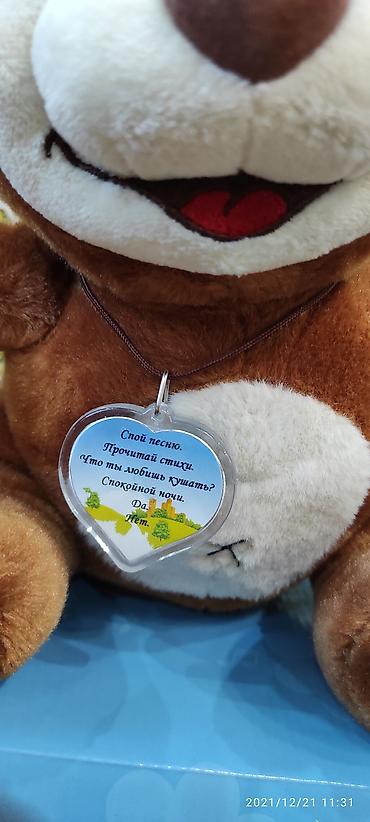 Спой песню.
Прочитай стихи.
Что ты любишь кушать?
Спокойной ночи.
Да.
Нет.
2021/12/21 11:31